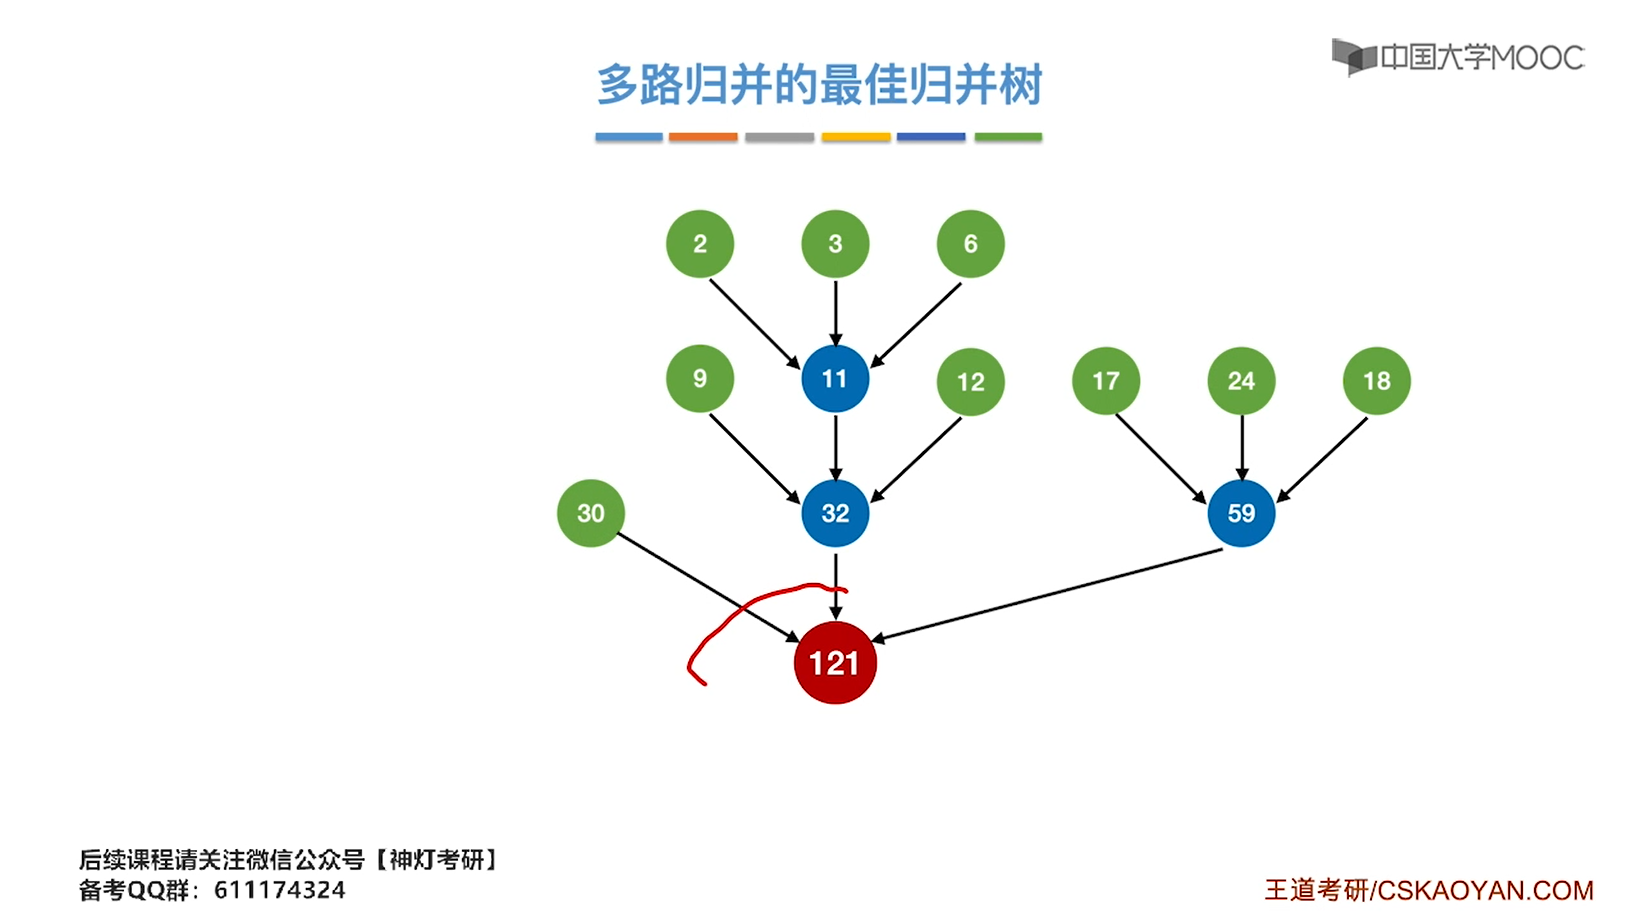 中国大学MOOC
多路归并的最佳归并树
2 3 6
9 11 12 17 24 18
30 32 59
121
后续课程请关注微信公众号【神灯考研】
备考QQ群：611174324
王道考研/CSKAOYAN.COM